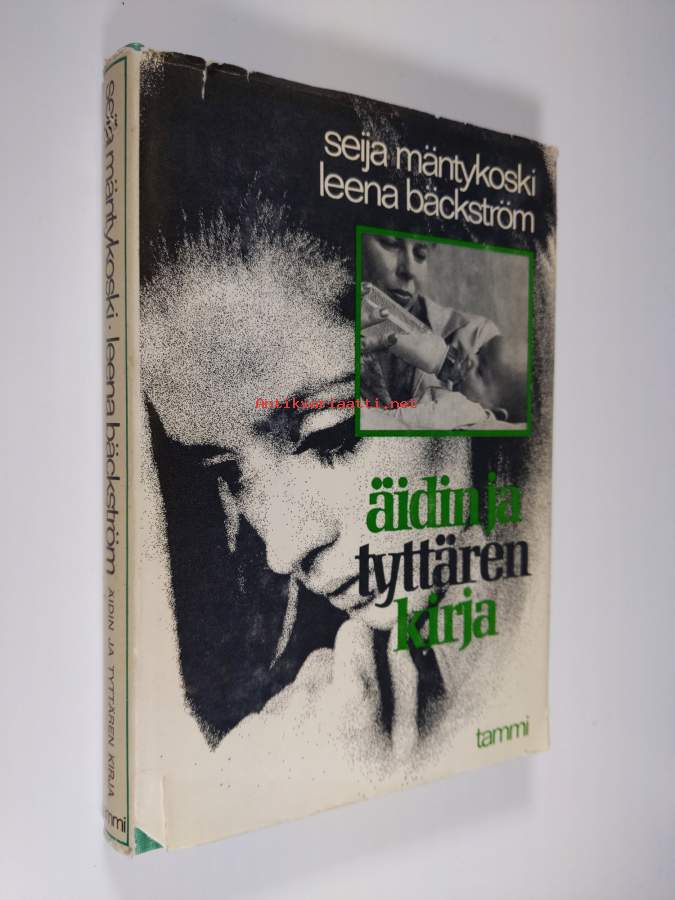 seija mäntykoski
leena bäckström
äidin ja
tyttären
kirja
tammi
seija mäntykoski · leena bäckström ÄIDIN JA TYTTÄREN KIRJA
Antikvariaatti.net